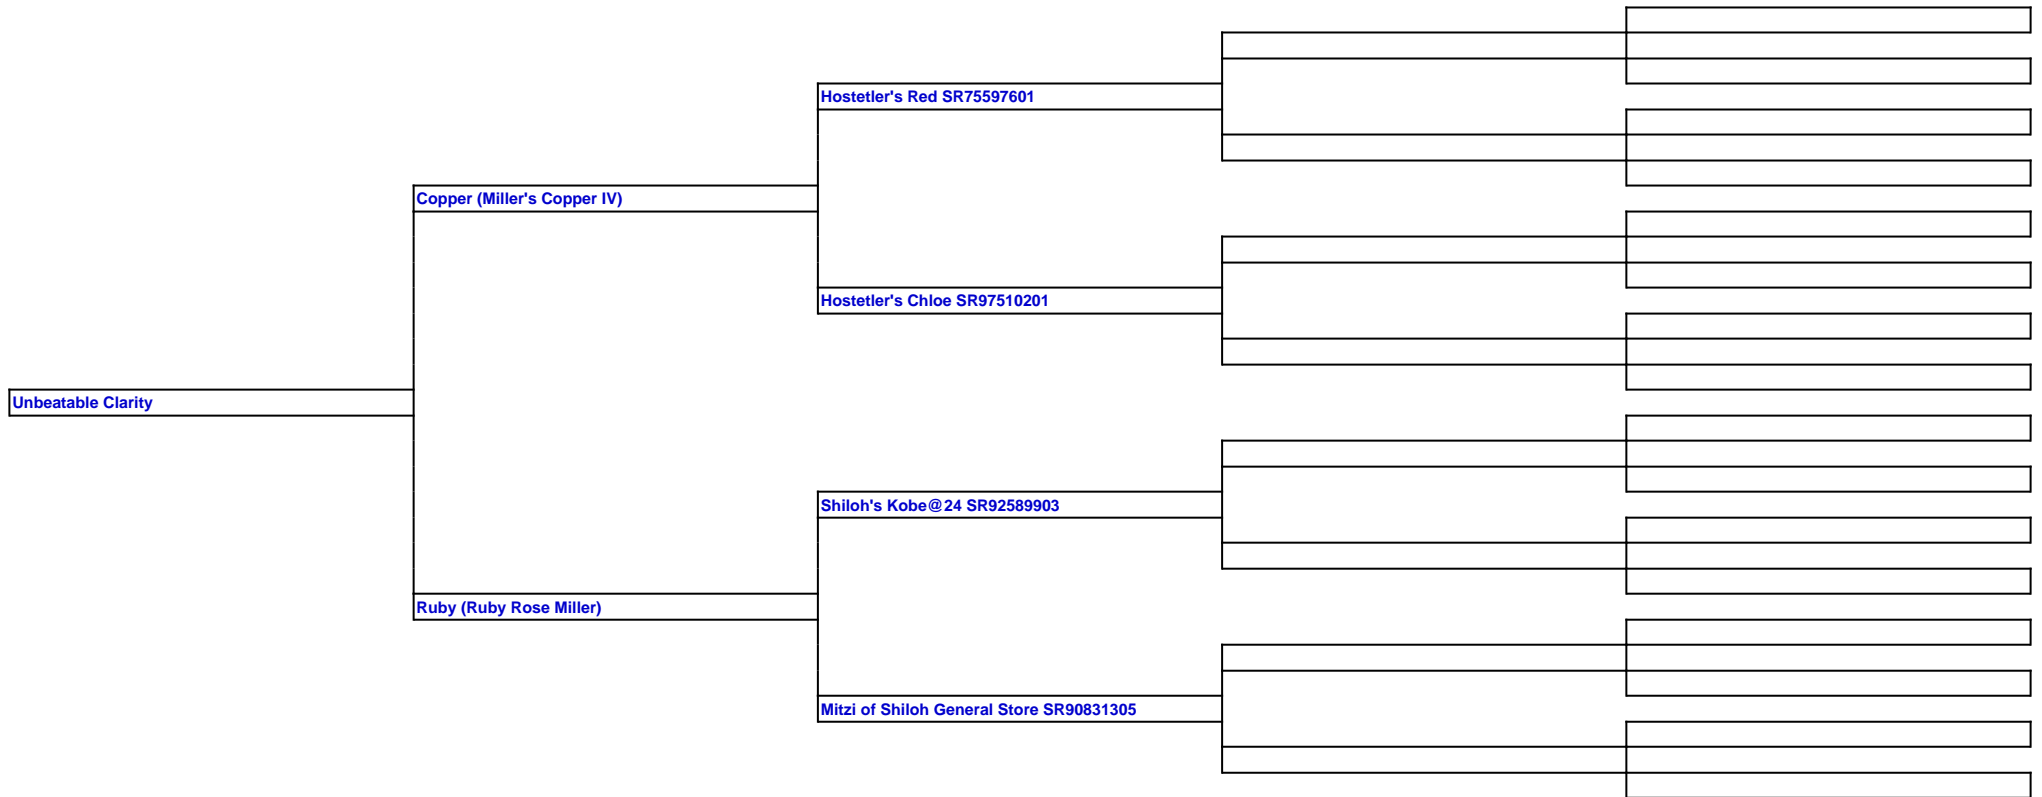 Hostetler's Red SR75597601
Copper (Miller's Copper IV)
Hostetler's Chloe SR97510201
Unbeatable Clarity
Shiloh's Kobe@24 SR92589903
Ruby (Ruby Rose Miller)
Mitzi of Shiloh General Store SR90831305